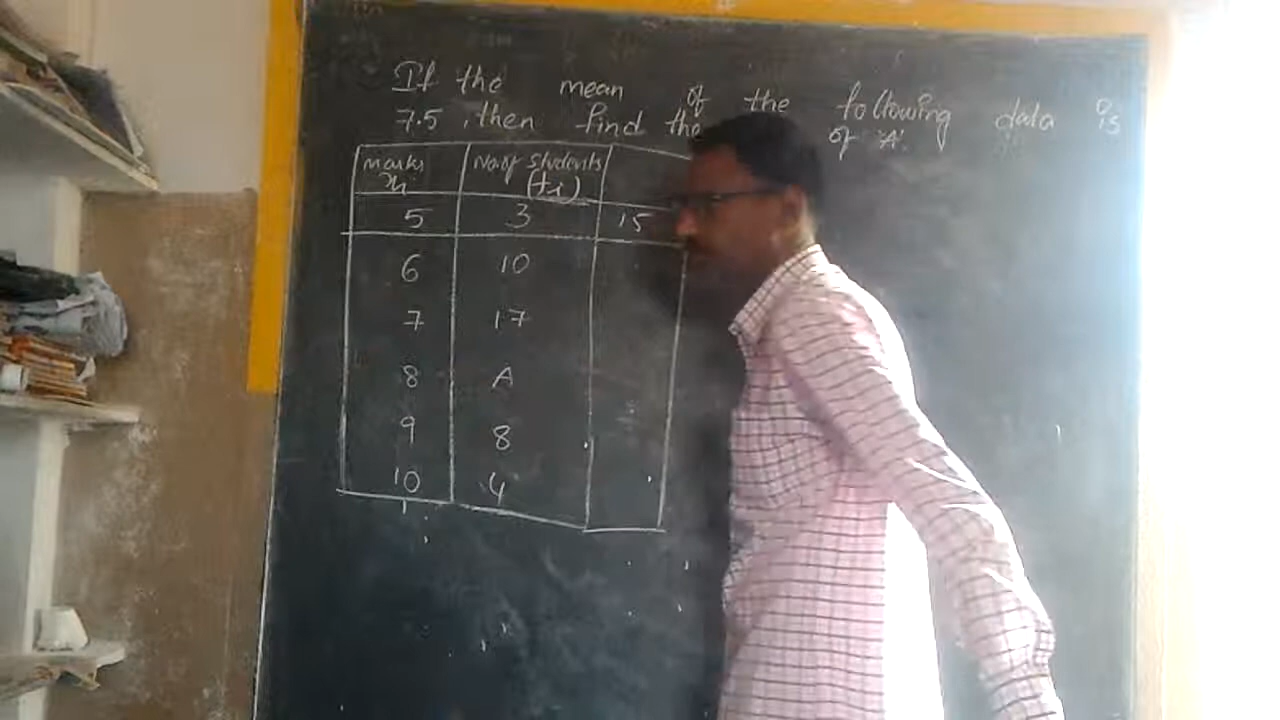 If the mean of the following data is
7.5, then find the of 'A'.
marks No. of Students
xi (fi)
5 3 15
6 10
7 17
8 A
9 8
10 4